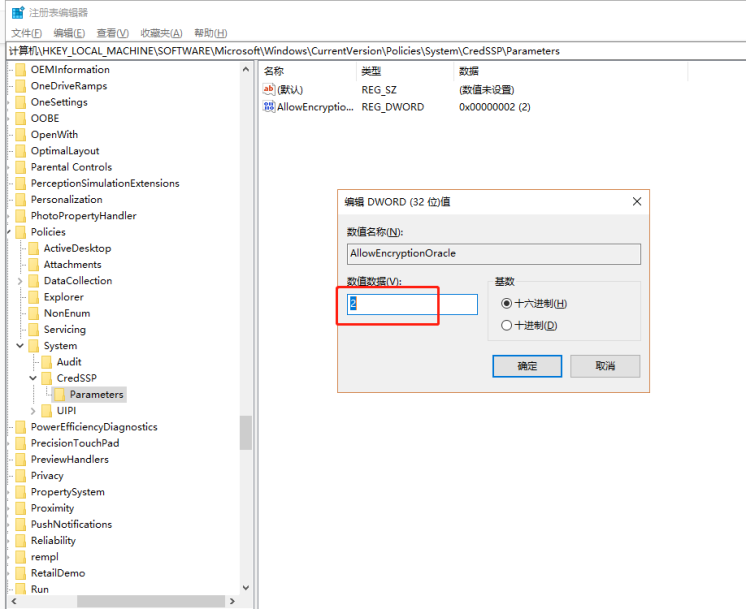 注册表编辑器
文件(F) 编辑(E) 查看(V) 收藏夹(A) 帮助(H)
计算机\HKEY_LOCAL_MACHINE\SOFTWARE\Microsoft\Windows\CurrentVersion\Policies\System\CredSSP\Parameters
OEMInformation
OneDriveRamps
OneSettings
OOBE
OpenWith
OptimalLayout
Parental Controls
PerceptionSimulationExtensions
Personalization
PhotoPropertyHandler
Policies
ActiveDesktop
Attachments
DataCollection
Explorer
NonEnum
Servicing
System
Audit
CredSSP
Parameters
UIPI
PowerEfficiencyDiagnostics
PrecisionTouchPad
PreviewHandlers
Privacy
PropertySystem
Proximity
PushNotifications
Reliability
rempl
RetailDemo
Run
名称 类型 数据
ab (默认) REG_SZ (数值未设置)
AllowEncryptio... REG_DWORD 0x00000002 (2)
编辑 DWORD (32 位)值
数值名称(N):
AllowEncryptionOracle
数值数据(V):
2
基数
十六进制(H)
十进制(D)
确定 取消